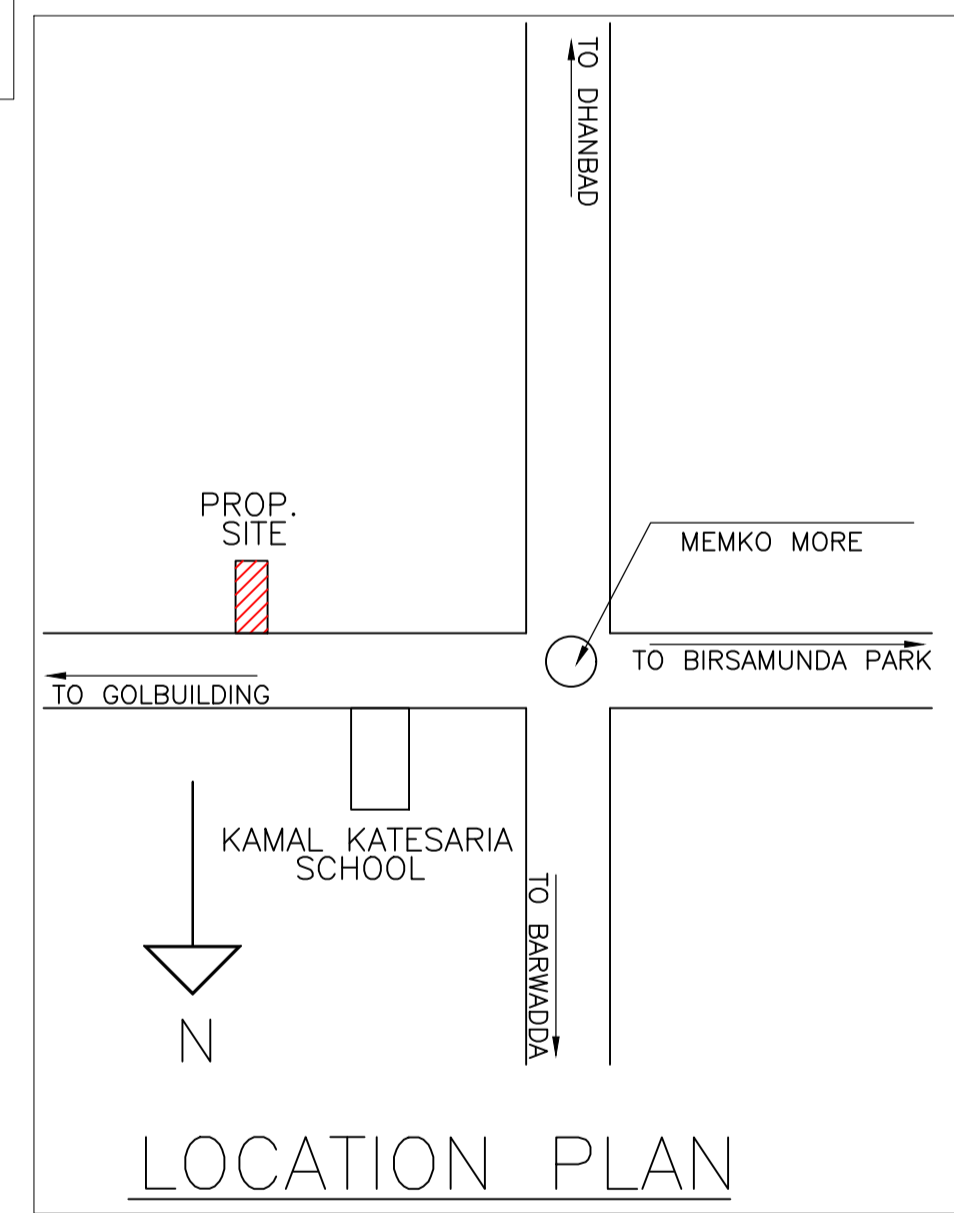 TO DHANBAD
PROP.
SITE
MEMKO MORE
TO BIRSAMUNDA PARK
TO GOLBUILDING
KAMAL KATESARIA
SCHOOL
TO BARWADDA
N
LOCATION PLAN